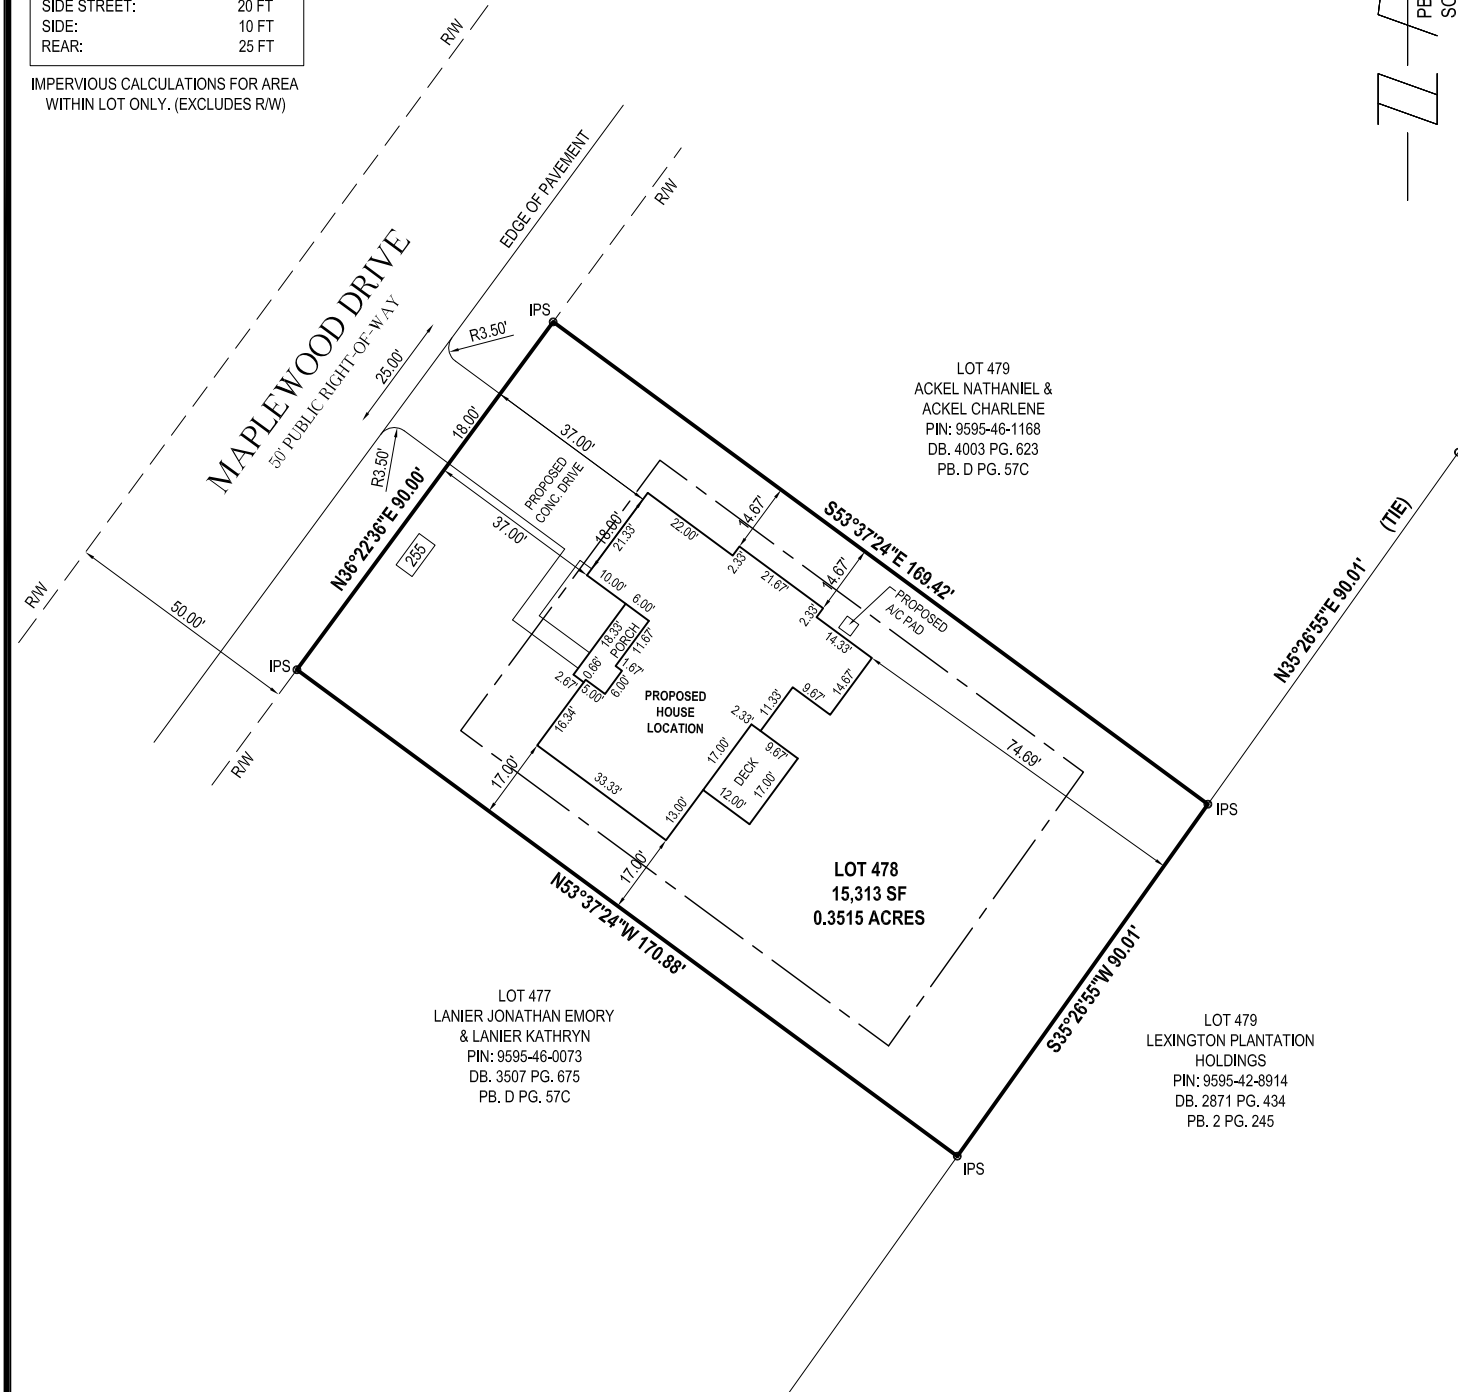 SIDE STREET: 20 FT
SIDE: 10 FT
REAR: 25 FT
IMPERVIOUS CALCULATIONS FOR AREA
WITHIN LOT ONLY. (EXCLUDES R/W)
R/W
EDGE OF PAVEMENT
R/W
MAPLEWOOD DRIVE
50' PUBLIC RIGHT-OF-WAY
25.00'
R3.50'
IPS
LOT 479
ACKEL NATHANIEL &
ACKEL CHARLENE
PIN: 9595-46-1168
DB. 4003 PG. 623
PB. D PG. 57C
18.00'
37.00'
R3.50'
PROPOSED
CONC. DRIVE
37.00'
N36°22'36"E 90.00'
255
18.00'
21.33'
22.00'
14.67'
2.33'
21.67'
14.67'
2.33'
S53°37'24"E 169.42'
PROPOSED
A/C PAD
14.33'
(TIE)
N35°26'55"E 90.01'
R/W
50.00'
10.00'
6.00'
18.33'
PORCH
11.67'
0.66'
1.67'
2.67'
5.00'
6.00'
IPS
16.34'
PROPOSED
HOUSE
LOCATION
9.67'
14.67'
11.33'
2.33'
17.00'
9.67'
DECK
17.00'
12.00'
74.69'
R/W
17.00'
33.33'
13.00'
17.00'
IPS
LOT 478
15,313 SF
0.3515 ACRES
N53°37'24"W 170.88'
S35°26'55"W 90.01'
LOT 477
LANIER JONATHAN EMORY
& LANIER KATHRYN
PIN: 9595-46-0073
DB. 3507 PG. 675
PB. D PG. 57C
LOT 479
LEXINGTON PLANTATION
HOLDINGS
PIN: 9595-42-8914
DB. 2871 PG. 434
PB. 2 PG. 245
IPS